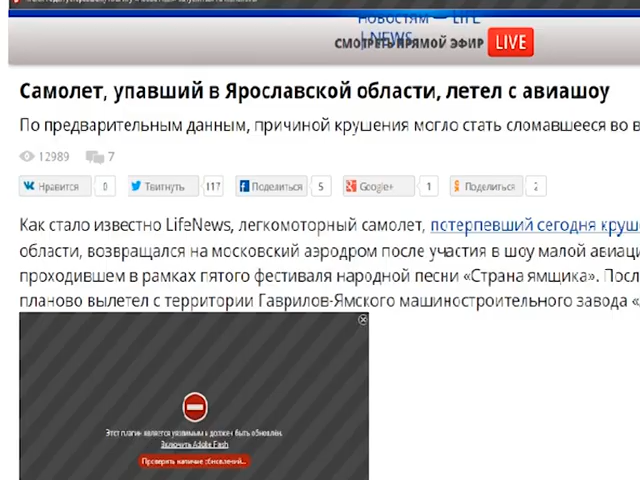 НОВОСТЯМ — LIFE
| NEWS
СМОТРЕТЬ ПРЯМОЙ ЭФИР LIVE
Самолет, упавший в Ярославской области, летел с авиашоу
По предварительным данным, причиной крушения могло стать сломавшееся во в
12989 7
Нравится 0 Твитнуть 117 Поделиться 5 Google+ 1 Поделиться 2
Как стало известно LifeNews, легкомоторный самолет, потерпевший сегодня круш
области, возвращался на московский аэродром после участия в шоу малой авиаци
проходившем в рамках пятого фестиваля народной песни «Страна ямщика». Посл
планово вылетел с территории Гаврилов-Ямского машиностроительного завода «
Этот плагин является уязвимым и должен быть обновлён.
Включить Adobe Flash
Проверить наличие обновлений...